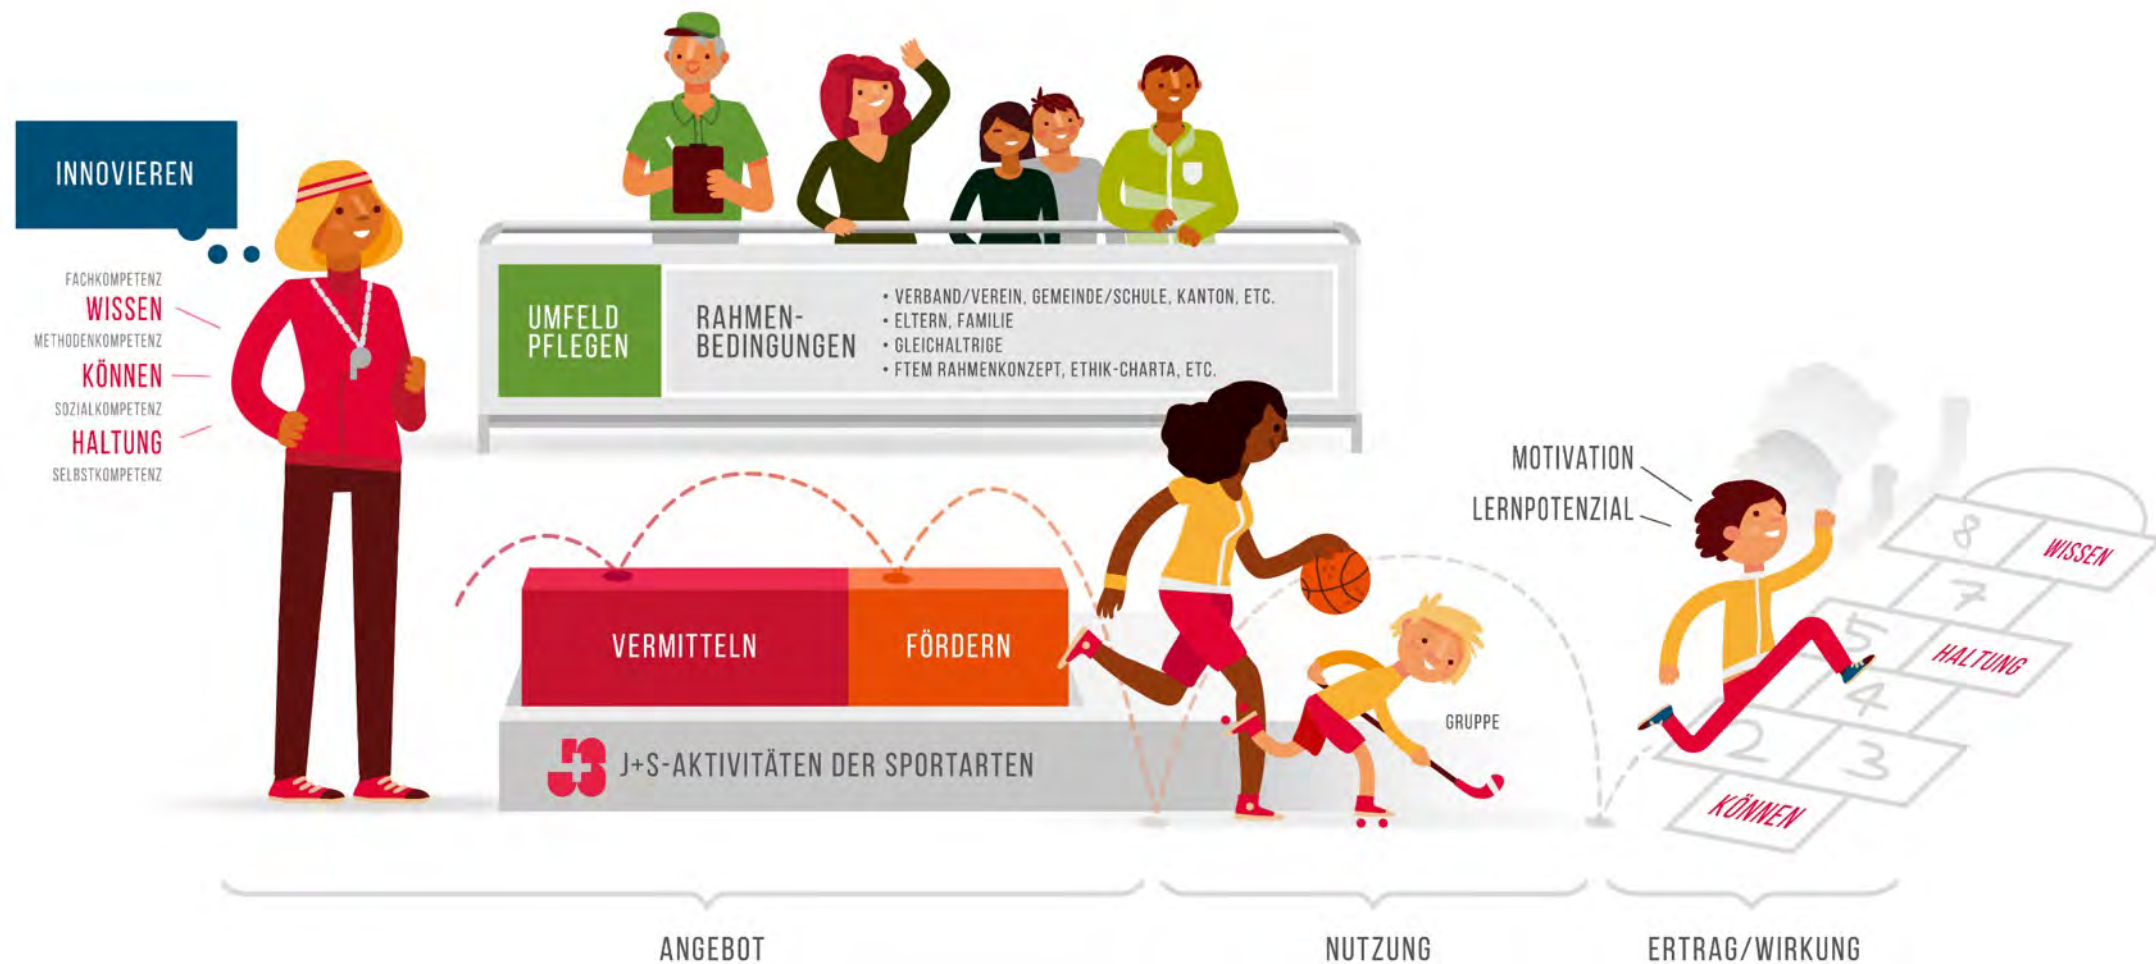 INNOVIEREN
FACHKOMPETENZ
WISSEN
METHODENKOMPETENZ
KÖNNEN
SOZIALKOMPETENZ
HALTUNG
SELBSTKOMPETENZ
UMFELD
PFLEGEN
RAHMEN-
BEDINGUNGEN
• VERBAND/VEREIN, GEMEINDE/SCHULE, KANTON, ETC.
• ELTERN, FAMILIE
• GLEICHALTRIGE
• FTEM RAHMENKONZEPT, ETHIK-CHARTA, ETC.
VERMITTELN
FÖRDERN
J+S-AKTIVITÄTEN DER SPORTARTEN
GRUPPE
MOTIVATION
LERNPOTENZIAL
8 WISSEN
7
5 HALTUNG
4
2 3
KÖNNEN
ANGEBOT
NUTZUNG
ERTRAG/WIRKUNG